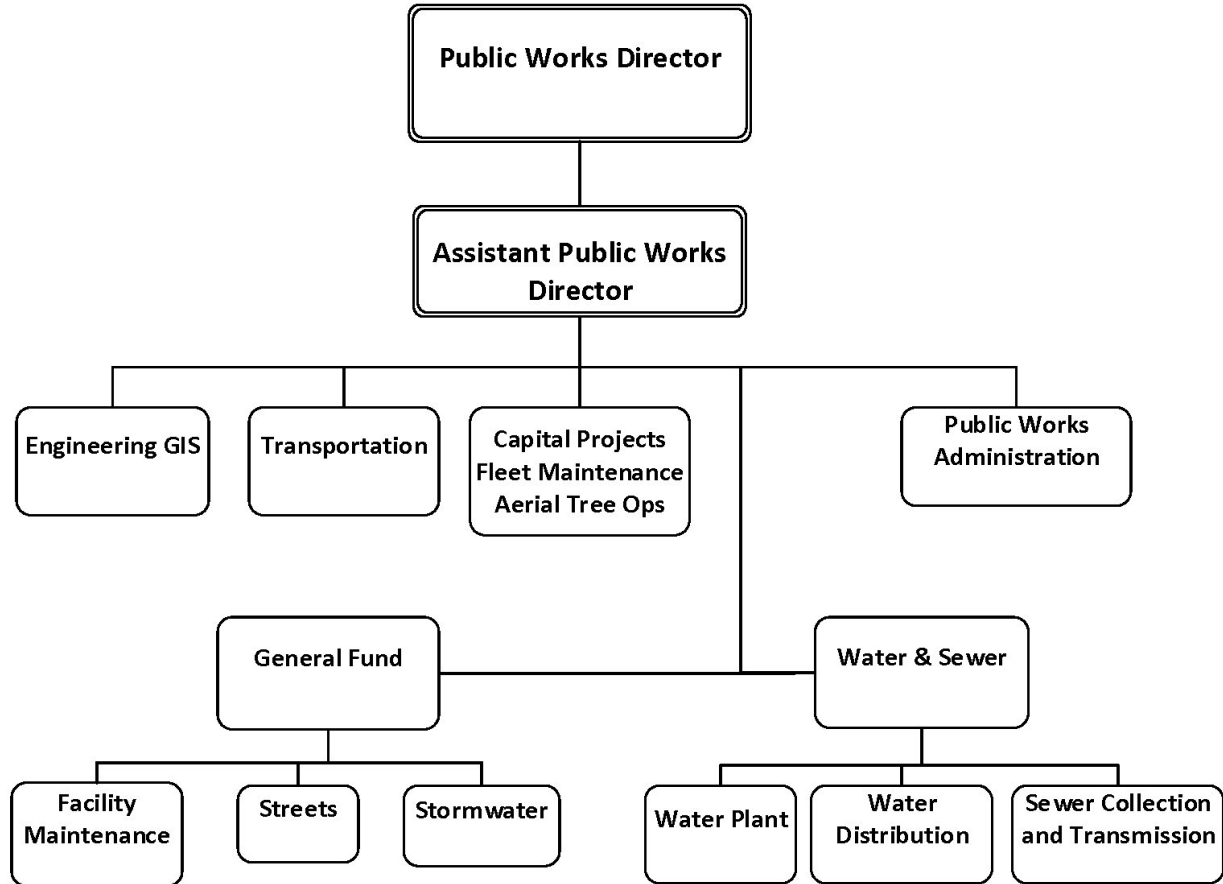 Public Works Director
Assistant Public Works
Director
Engineering GIS
Transportation
Capital Projects
Fleet Maintenance
Aerial Tree Ops
Public Works
Administration
General Fund
Water & Sewer
Facility
Maintenance
Streets
Stormwater
Water Plant
Water
Distribution
Sewer Collection
and Transmission